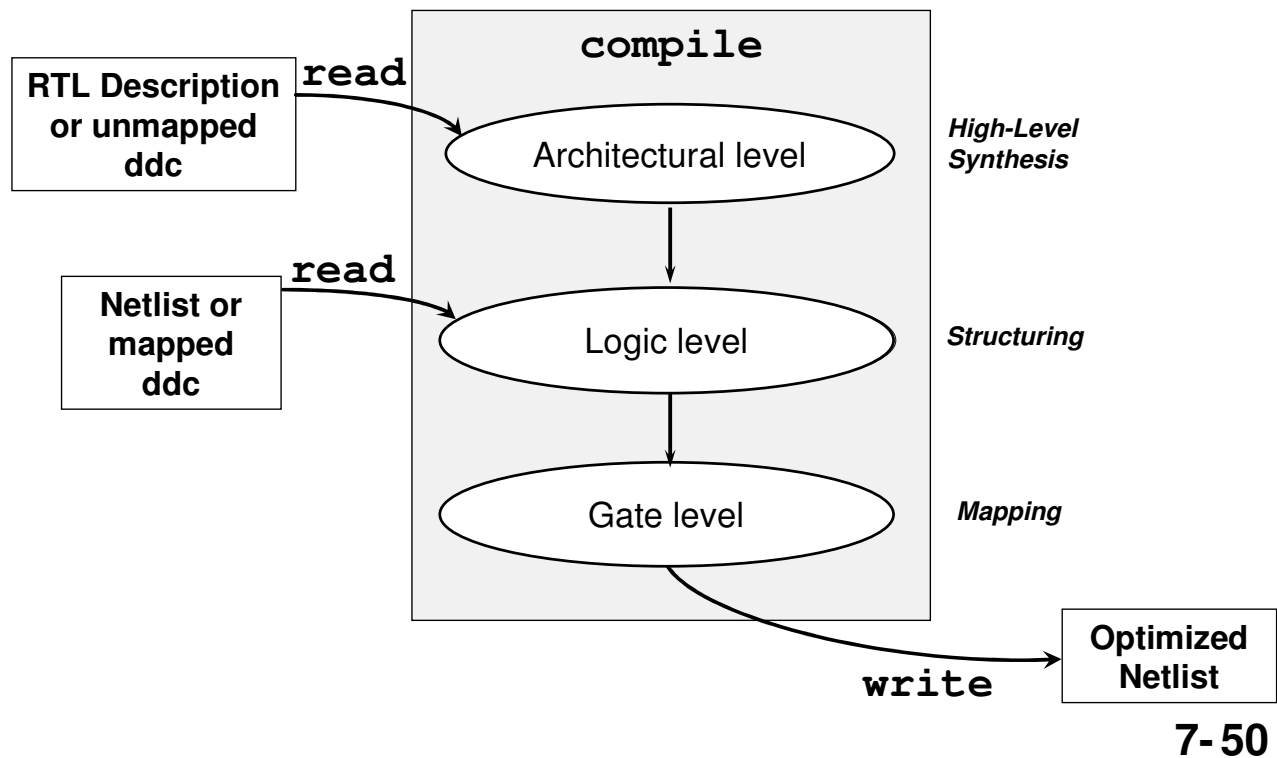 compile
read
RTL Description
or unmapped
ddc
Architectural level
High-Level
Synthesis
read
Netlist or
mapped
ddc
Logic level
Structuring
Gate level
Mapping
write
Optimized
Netlist
7- 50